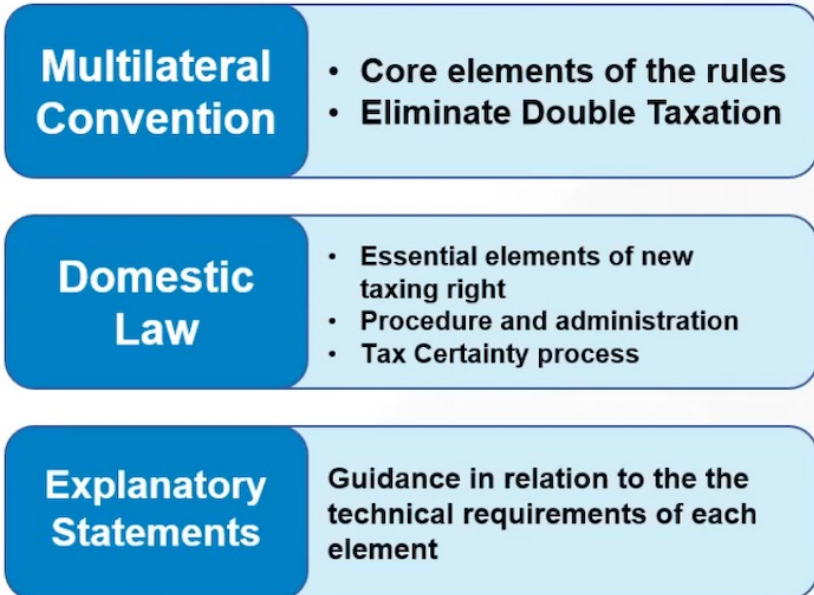 Multilateral
Convention
• Core elements of the rules
• Eliminate Double Taxation
Domestic
Law
• Essential elements of new
taxing right
• Procedure and administration
• Tax Certainty process
Explanatory
Statements
Guidance in relation to the the
technical requirements of each
element